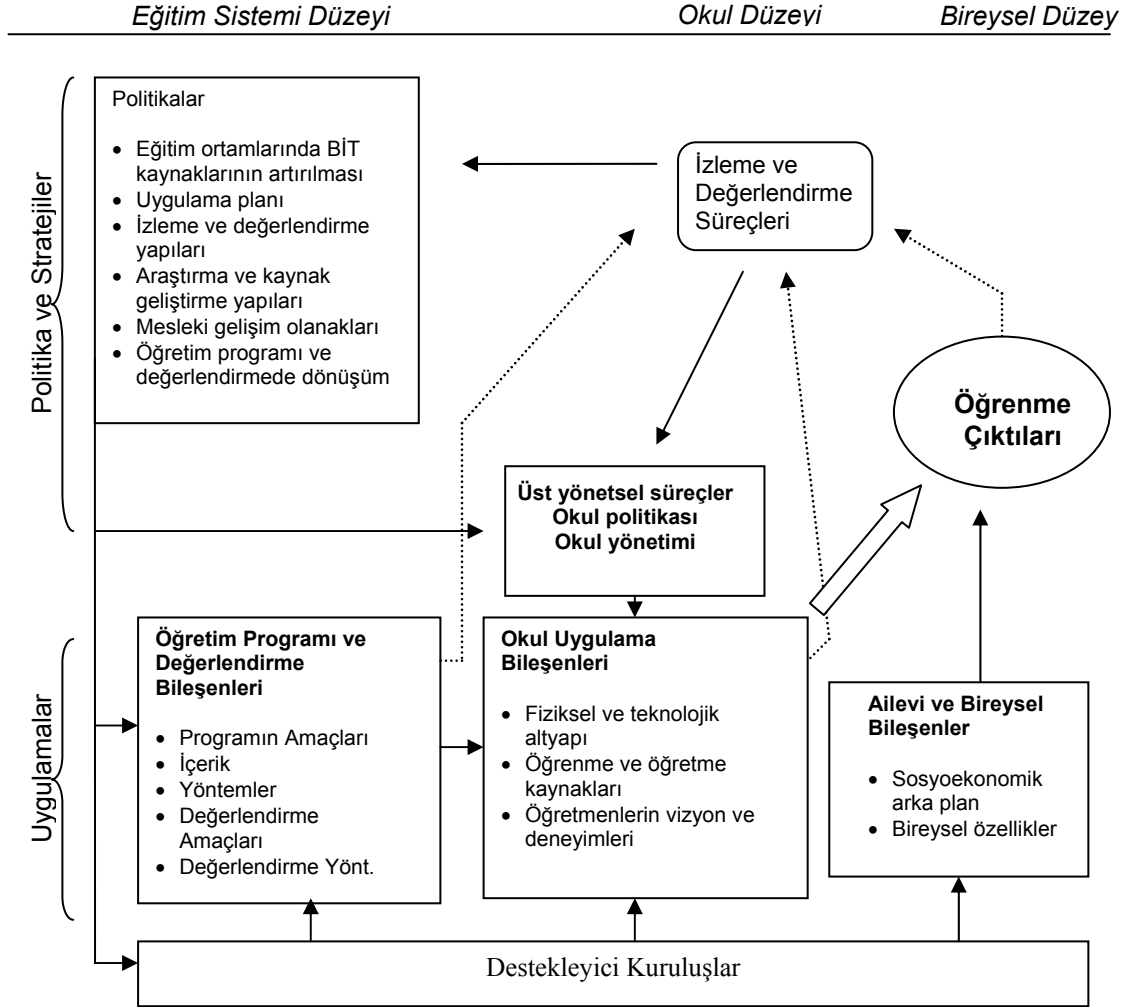 Eğitim Sistemi Düzeyi
Okul Düzeyi
Bireysel Düzey
Politika ve Stratejiler
Politikalar
• Eğitim ortamlarında BİT
kaynaklarının artırılması
• Uygulama planı
• İzleme ve değerlendirme
yapıları
• Araştırma ve kaynak
geliştirme yapıları
• Mesleki gelişim olanakları
• Öğretim programı ve
değerlendirmede dönüşüm
İzleme ve
Değerlendirme
Süreçleri
Öğrenme
Çıktıları
Üst yönetsel süreçler
Okul politikası
Okul yönetimi
Uygulamalar
Öğretim Programı ve
Değerlendirme
Bileşenleri
• Programın Amaçları
• İçerik
• Yöntemler
• Değerlendirme
Amaçları
• Değerlendirme Yönt.
Okul Uygulama
Bileşenleri
• Fiziksel ve teknolojik
altyapı
• Öğrenme ve öğretme
kaynakları
• Öğretmenlerin vizyon ve
deneyimleri
Ailevi ve Bireysel
Bileşenler
• Sosyoekonomik
arka plan
• Bireysel özellikler
Destekleyici Kuruluşlar